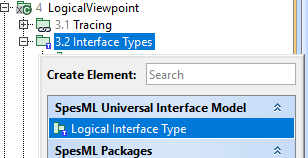 4 LogicalViewpoint
3.1 Tracing
3.2 Interface Types
Create Element: Search
SpesML Universal Interface Model
Logical Interface Type
SpesML Packages